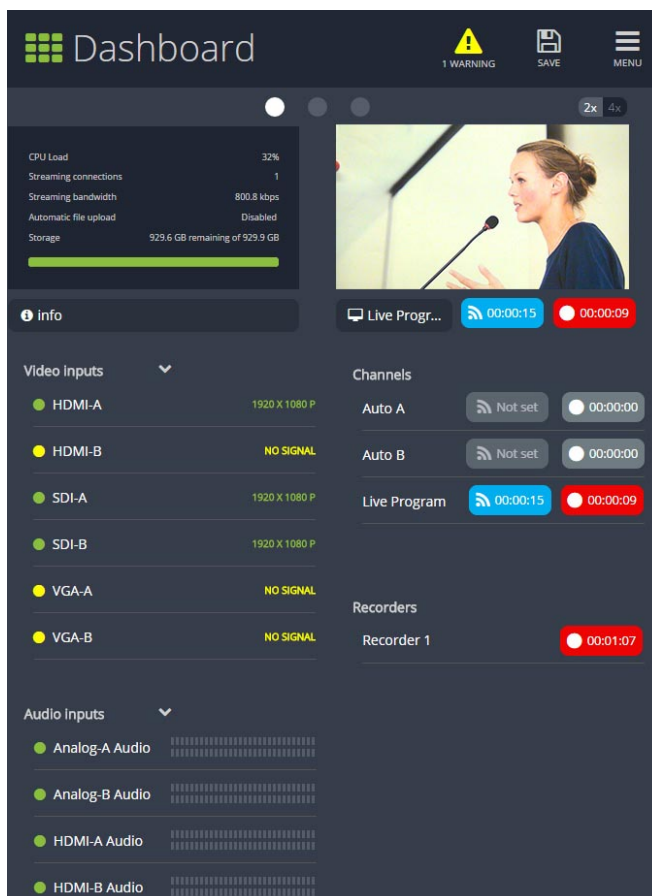 Dashboard
1 WARNING
SAVE
MENU
2x 4x
CPU Load 32%
Streaming connections 1
Streaming bandwidth 800.8 kbps
Automatic file upload Disabled
Storage 929.6 GB remaining of 929.9 GB
info
Live Progr... 00:00:15 00:00:09
Video inputs
HDMI-A 1920 X 1080 P
HDMI-B NO SIGNAL
SDI-A 1920 X 1080 P
SDI-B 1920 X 1080 P
VGA-A NO SIGNAL
VGA-B NO SIGNAL
Audio inputs
Analog-A Audio
Analog-B Audio
HDMI-A Audio
HDMI-B Audio
Channels
Auto A Not set 00:00:00
Auto B Not set 00:00:00
Live Program 00:00:15 00:00:09
Recorders
Recorder 1 00:01:07